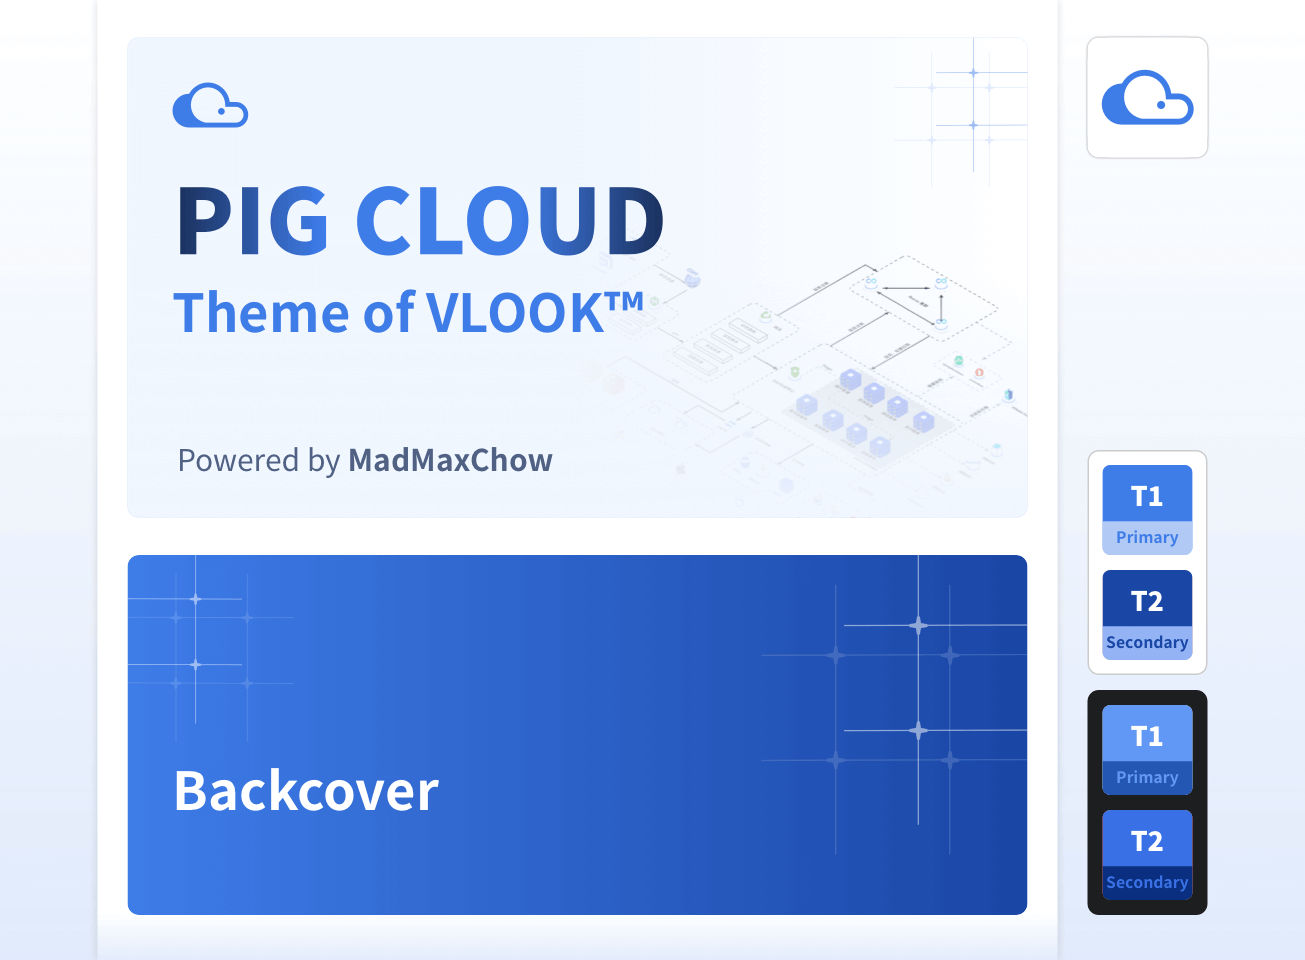 PIG CLOUD
Theme of VLOOK™
Powered by MadMaxChow
Backcover
T1
Primary
T2
Secondary
T1
Primary
T2
Secondary